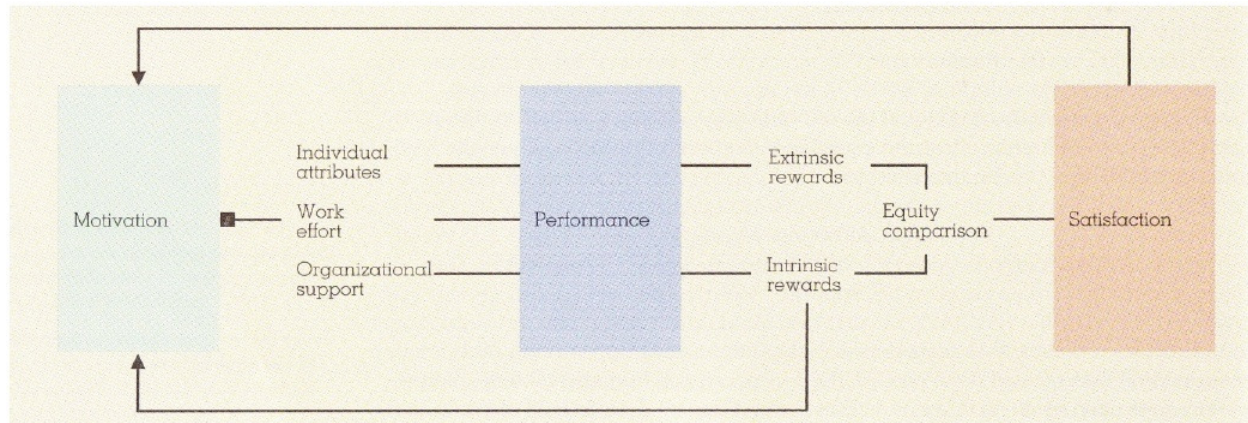 Motivation
Individual
attributes
Work
effort
Organizational
support
Performance
Extrinsic
rewards
Intrinsic
rewards
Equity
comparison
Satisfaction